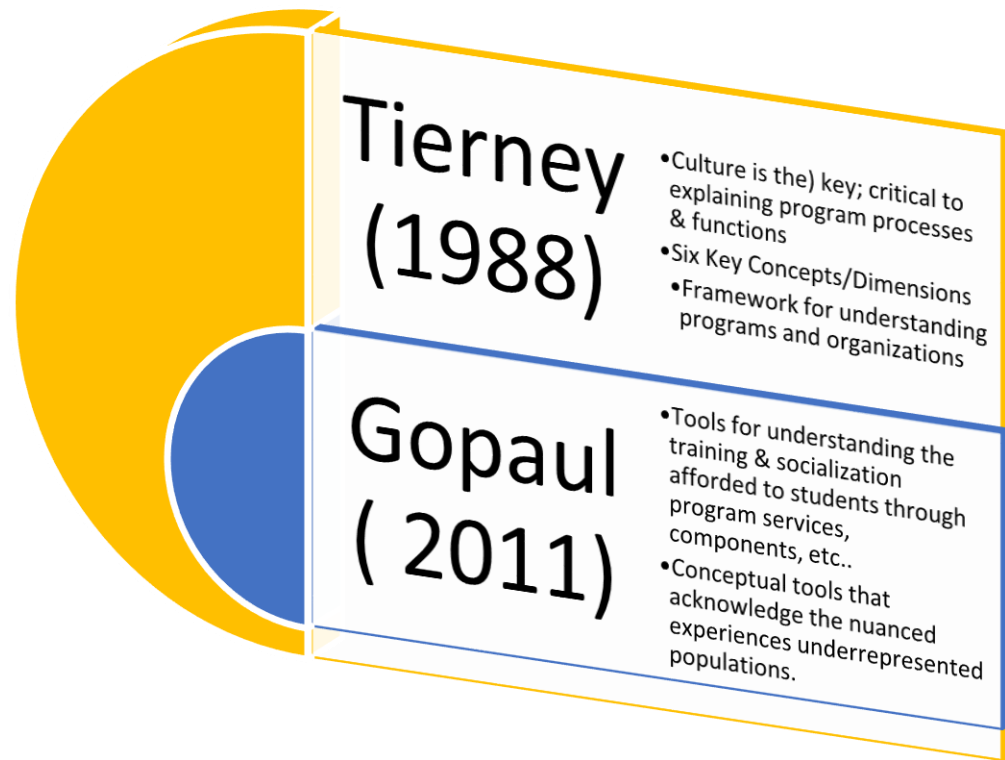 Tierney
(1988)
•Culture is the) key; critical to
explaining program processes
& functions
•Six Key Concepts/Dimensions
•Framework for understanding
programs and organizations
Gopaul
( 2011)
•Tools for understanding the
training & socialization
afforded to students through
program services,
components, etc..
•Conceptual tools that
acknowledge the nuanced
experiences underrepresented
populations.